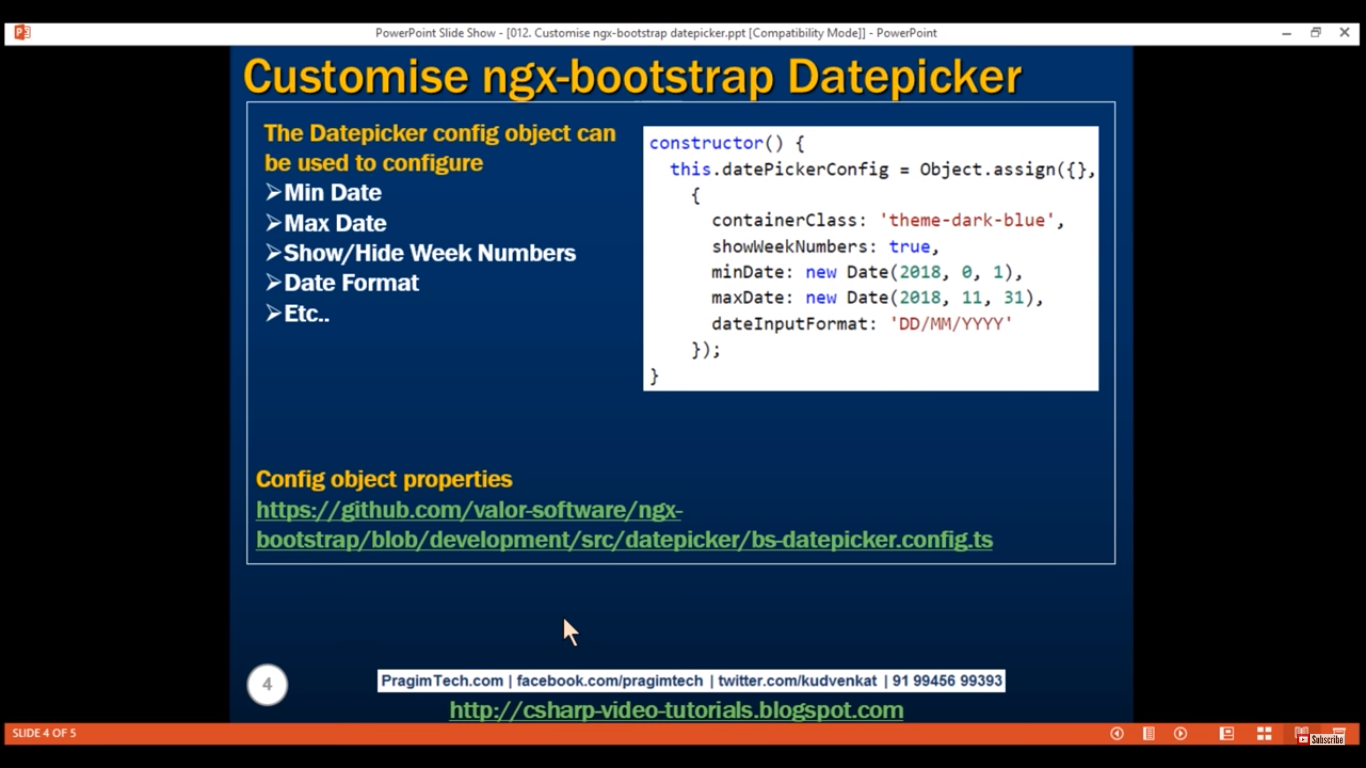 PowerPoint Slide Show - [012. Customise ngx-bootstrap datepicker.ppt [Compatibility Mode]] - PowerPoint
Customise ngx-bootstrap Datepicker
The Datepicker config object can
be used to configure
➢Min Date
➢Max Date
➢Show/Hide Week Numbers
➢Date Format
➢Etc..
constructor() {
this.datePickerConfig = Object.assign({},
{
containerClass: 'theme-dark-blue',
showWeekNumbers: true,
minDate: new Date(2018, 0, 1),
maxDate: new Date(2018, 11, 31),
dateInputFormat: 'DD/MM/YYYY'
});
}
Config object properties
https://github.com/valor-software/ngx-
bootstrap/blob/development/src/datepicker/bs-datepicker.config.ts
4
PragimTech.com | facebook.com/pragimtech | twitter.com/kudvenkat | 91 99456 99393
http://csharp-video-tutorials.blogspot.com
SLIDE 4 OF 5
Subscribe